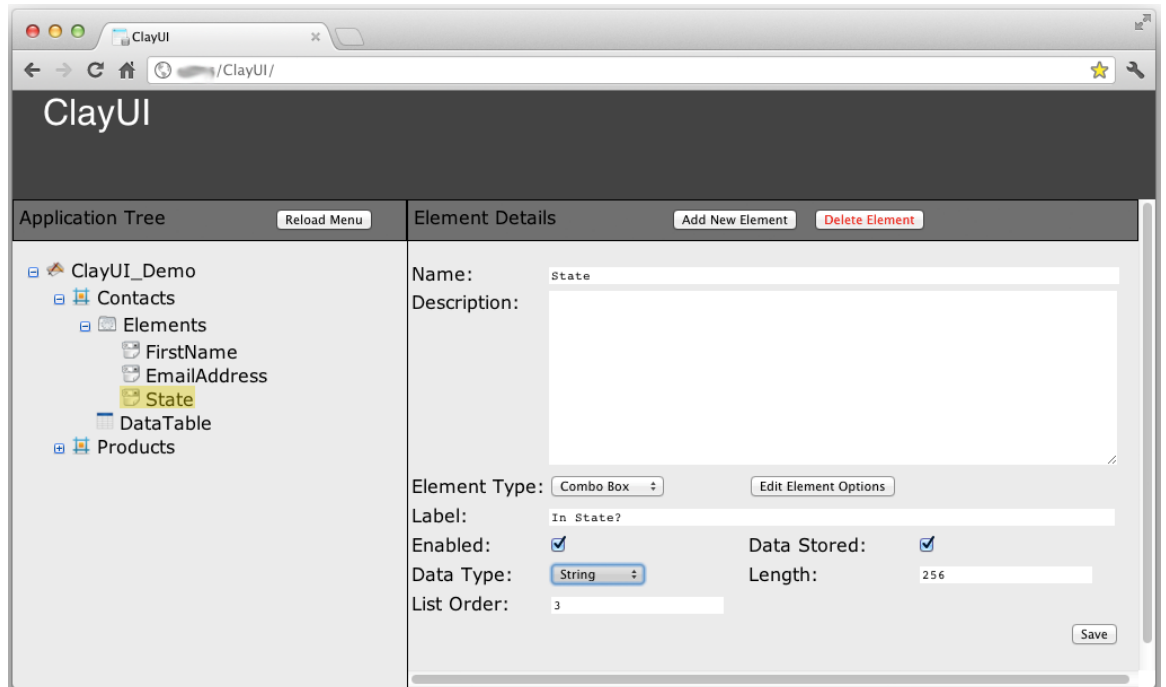 ClayUI
/ClayUI/
ClayUI
Application Tree
Reload Menu
Element Details
Add New Element
Delete Element
ClayUI_Demo
Contacts
Elements
FirstName
EmailAddress
State
DataTable
Products
Name: State
Description:
Element Type: Combo Box Edit Element Options
Label: In State?
Enabled: Data Stored:
Data Type: String Length: 256
List Order: 3
Save